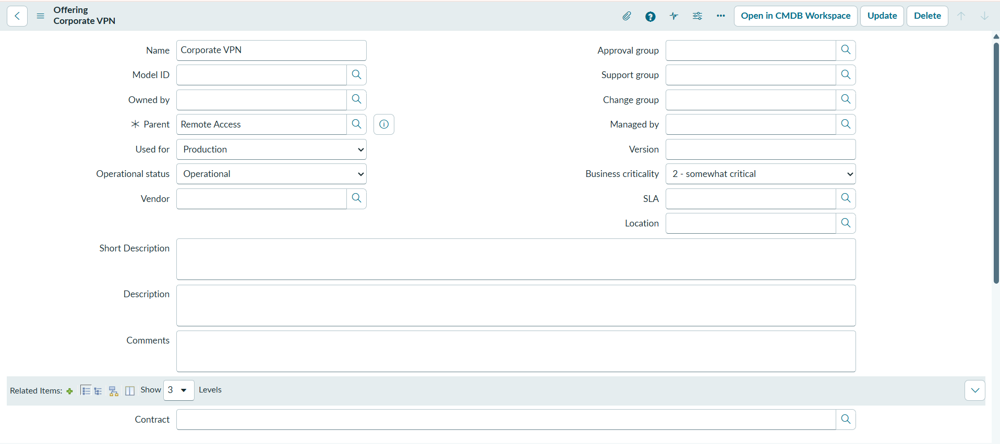 Offering
Corporate VPN
Open in CMDB Workspace
Update
Delete
Name
Corporate VPN
Model ID
Owned by
Parent
Remote Access
Used for
Production
Operational status
Operational
Vendor
Approval group
Support group
Change group
Managed by
Version
Business criticality
2 - somewhat critical
SLA
Location
Short Description
Description
Comments
Related Items:
Show 3 Levels
Contract